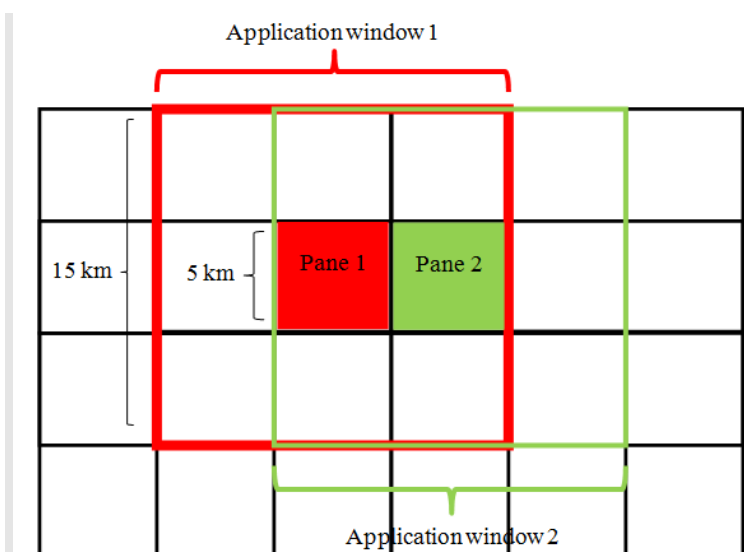 Application window 1
15 km
5 km
Pane 1
Pane 2
Application window 2